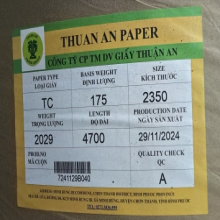 THUAN AN PAPER
CÔNG TY CP TM DV GIẤY THUẬN AN
PAPER TYPE BASIS WEIGHT SIZE
LOẠI GIẤY ĐỊNH LƯỢNG KÍCH THƯỚC
TC 175 2350
WEIGHT LENGTH PRODUCTION DATE
TRỌNG LƯỢNG ĐỘ DÀI NGÀY SẢN XUẤT
2029 4700 29/11/2024
PROD NO QUALITY CHECK
MÃ CUỘN QC
7241129B040 A